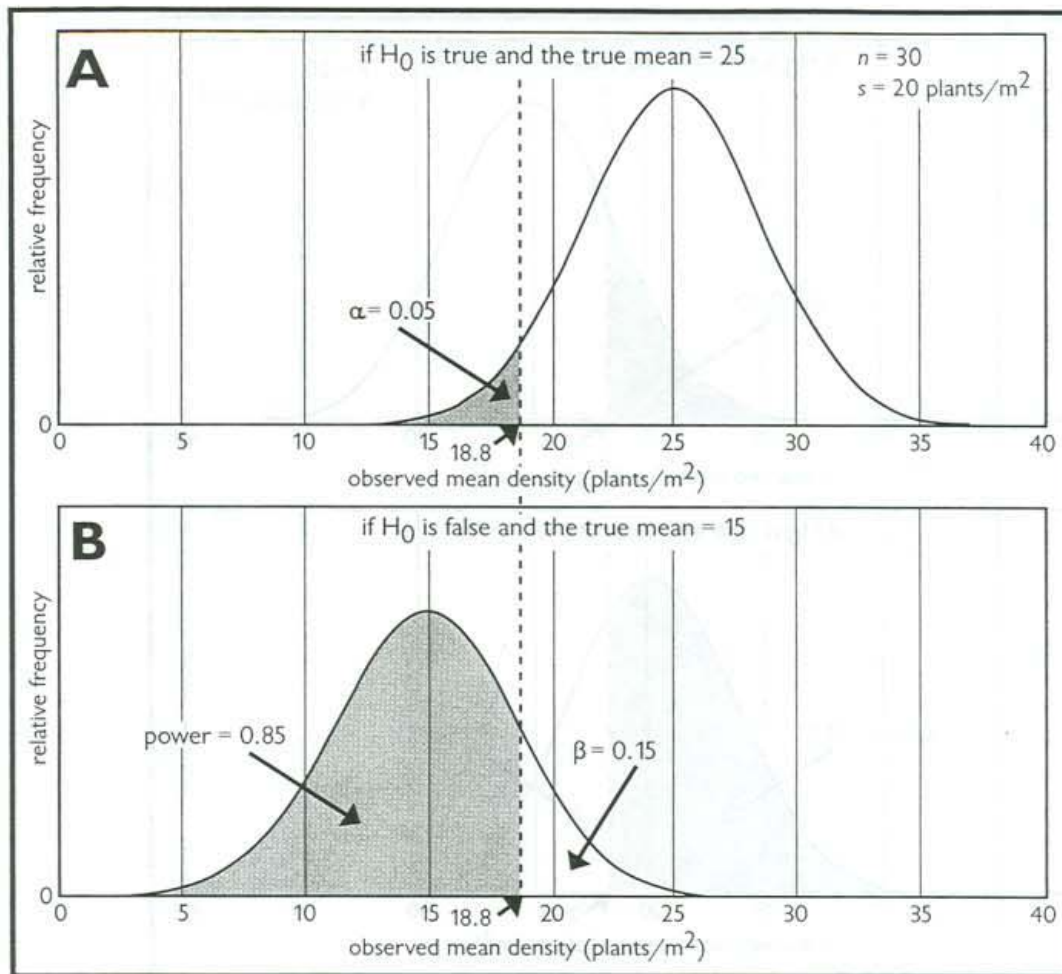 A
if H₀ is true and the true mean = 25
n = 30
s = 20 plants/m²
relative frequency
α = 0.05
0
0 5 10 15 20 25 30 35 40
18.8
observed mean density (plants/m²)
B
if H₀ is false and the true mean = 15
relative frequency
power = 0.85
β = 0.15
0
0 5 10 15 20 25 30 35 40
18.8
observed mean density (plants/m²)